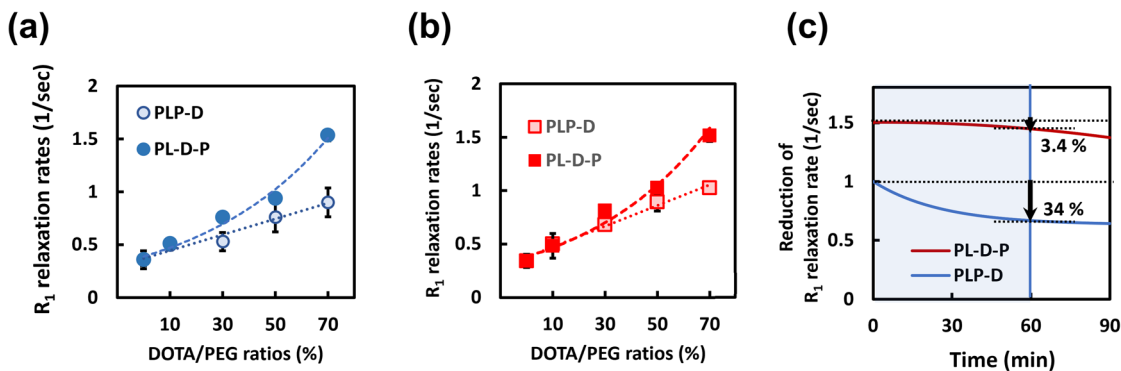 (a)
R1 relaxation rates (1/sec)
2
1.5
1
0.5
0
PLP-D
PL-D-P
10 30 50 70
DOTA/PEG ratios (%)
(b)
R1 relaxation rates (1/sec)
2
1.5
1
0.5
0
PLP-D
PL-D-P
10 30 50 70
DOTA/PEG ratios (%)
(c)
Reduction of
R1 relaxation rate (1/sec)
1.5
1
0.5
0
3.4 %
34 %
PL-D-P
PLP-D
0 30 60 90
Time (min)